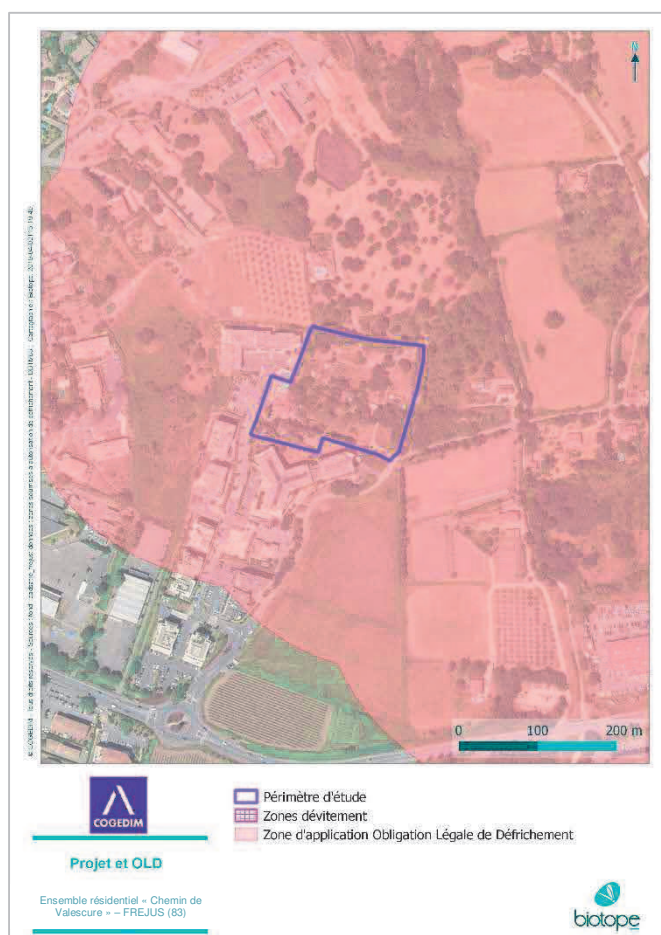 N
0 100 200 m
COGEDIM
Projet et OLD
Ensemble résidentiel « Chemin de
Valescure » – FREJUS (83)
Périmètre d'étude
Zones dévitement
Zone d'application Obligation Légale de Défrichement
biotope